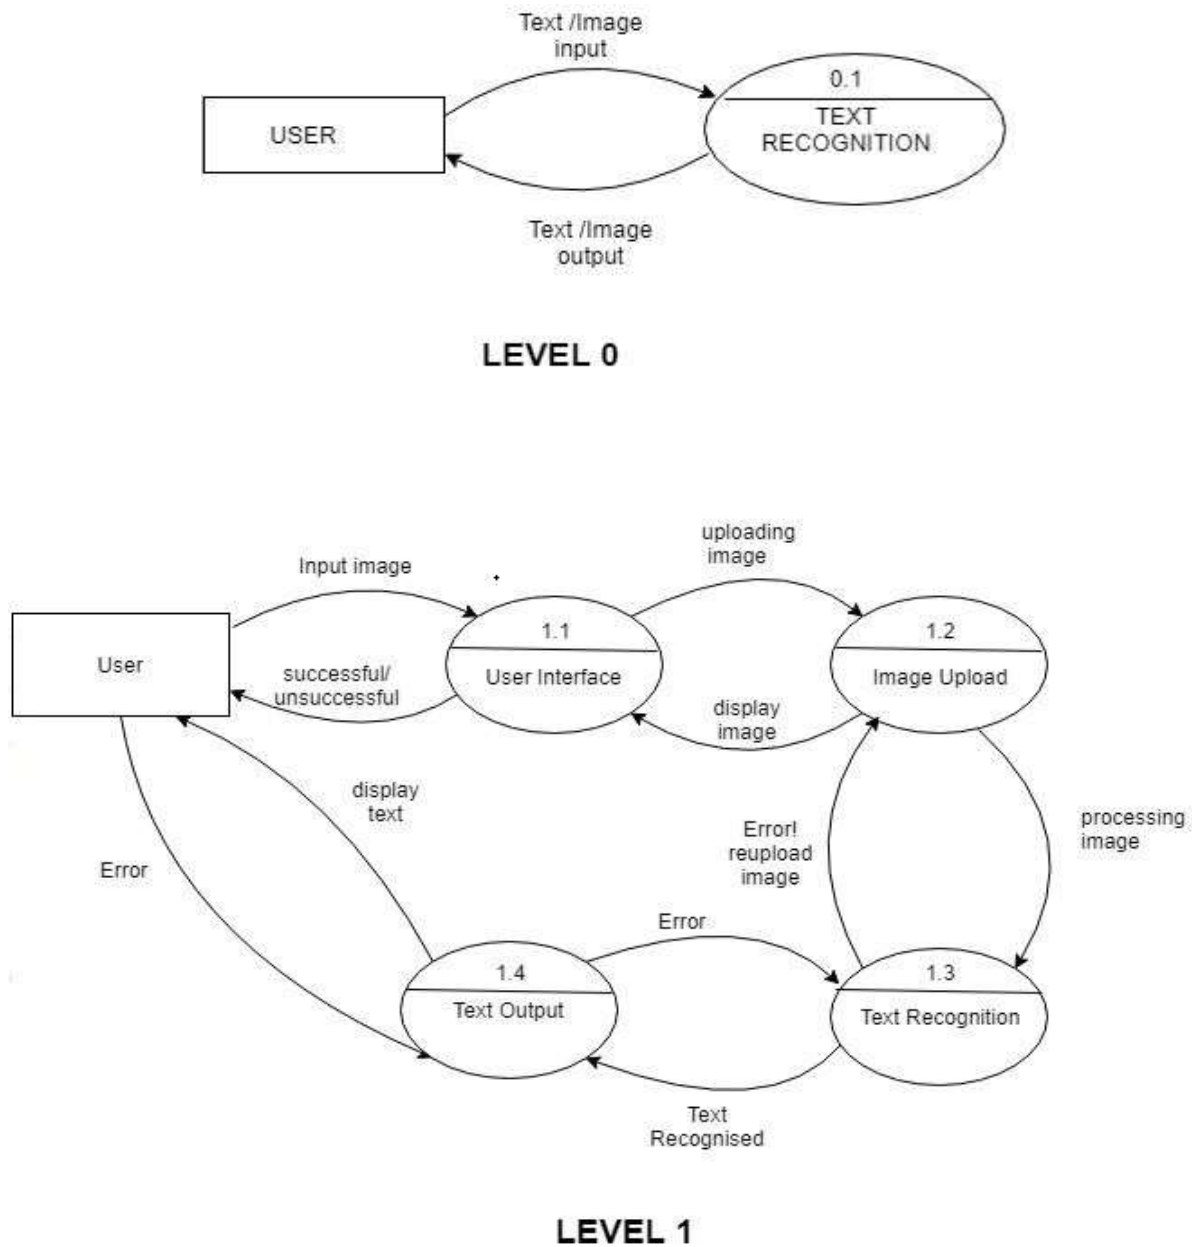 Text /Image
input
0.1
TEXT
RECOGNITION
USER
Text /Image
output
LEVEL 0
uploading
image
Input image
1.1
User Interface
1.2
Image Upload
User
successful/
unsuccessful
display
image
display
text
Error!
reupload
image
processing
image
Error
Error
1.4
Text Output
1.3
Text Recognition
Text
Recognised
LEVEL 1